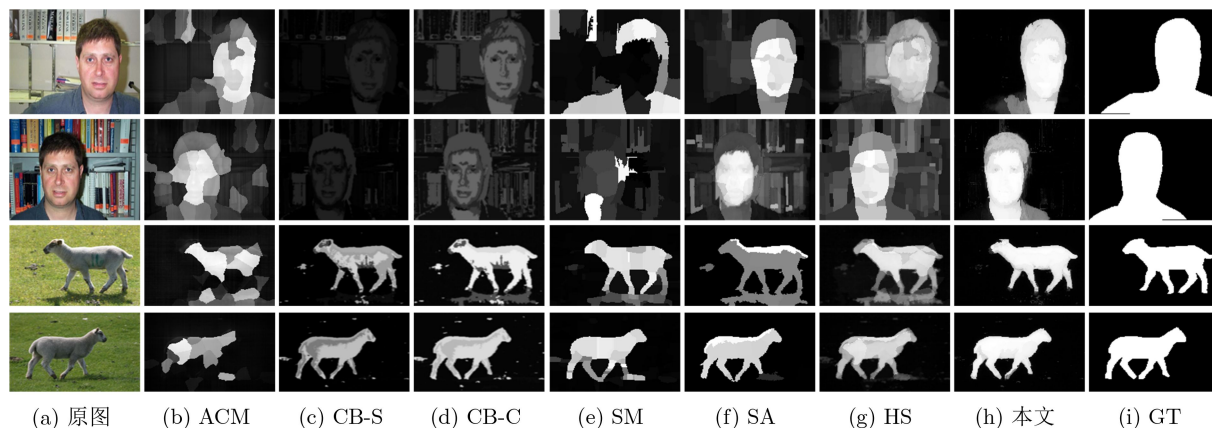 (a) 原图 (b) ACM (c) CB-S (d) CB-C (e) SM (f) SA (g) HS (h) 本文 (i) GT